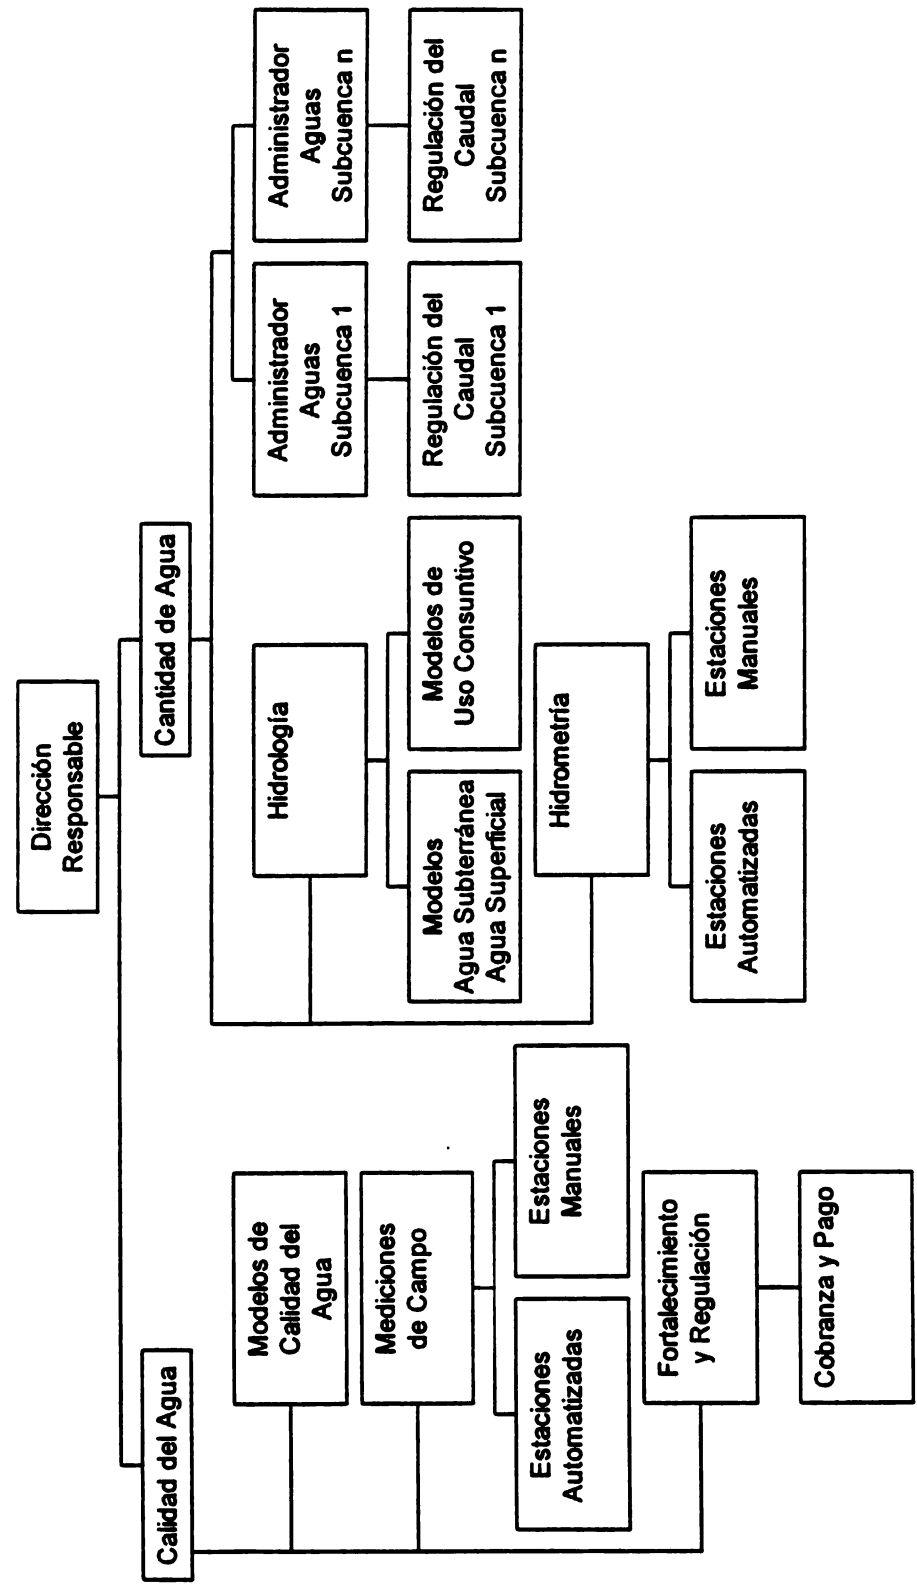 Dirección
Responsable
Calidad del Agua
Cantidad de Agua
Modelos de
Calidad del
Agua
Mediciones
de Campo
Estaciones
Automatizadas
Estaciones
Manuales
Fortalecimiento
y Regulación
Cobranza y Pago
Hidrología
Modelos
Agua Subterránea
Agua Superficial
Modelos de
Uso Consuntivo
Hidrometría
Estaciones
Automatizadas
Estaciones
Manuales
Administrador
Aguas
Subcuenca 1
Regulación del
Caudal
Subcuenca 1
Administrador
Aguas
Subcuenca n
Regulación del
Caudal
Subcuenca n